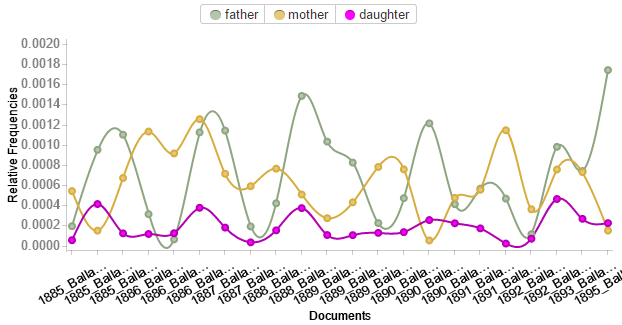 father mother daughter
0.0020
0.0018
0.0016
0.0014
0.0012
0.0010
0.0008
0.0006
0.0004
0.0002
0.0000
Relative Frequencies
1885_Balla…
1885_Balla…
1885_Balla…
1886_Balla…
1886_Balla…
1886_Balla…
1887_Balla…
1887_Balla…
1888_Balla…
1888_Balla…
1889_Balla…
1889_Balla…
1889_Balla…
1890_Balla…
1890_Balla…
1890_Balla…
1891_Balla…
1891_Balla…
1892_Balla…
1892_Balla…
1893_Balla…
1895_Balla
Documents